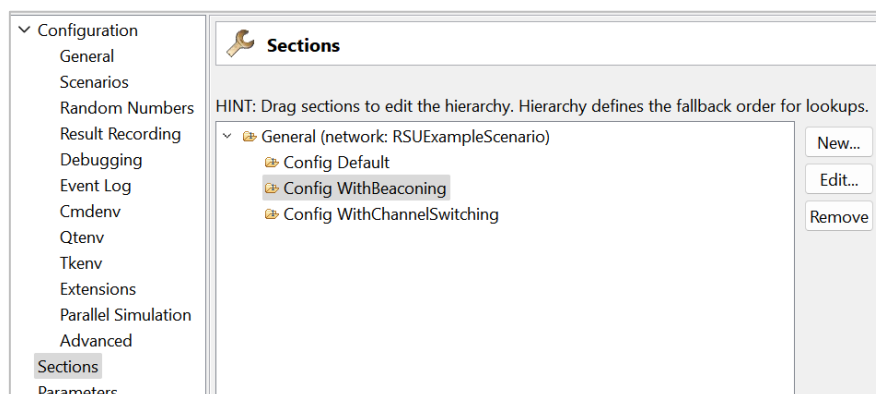 Configuration
General
Scenarios
Random Numbers
Result Recording
Debugging
Event Log
Cmdenv
Qtenv
Tkenv
Extensions
Parallel Simulation
Advanced
Sections
Parameters
Sections
HINT: Drag sections to edit the hierarchy. Hierarchy defines the fallback order for lookups.
General (network: RSUExampleScenario)
Config Default
Config WithBeaconing
Config WithChannelSwitching
New...
Edit...
Remove